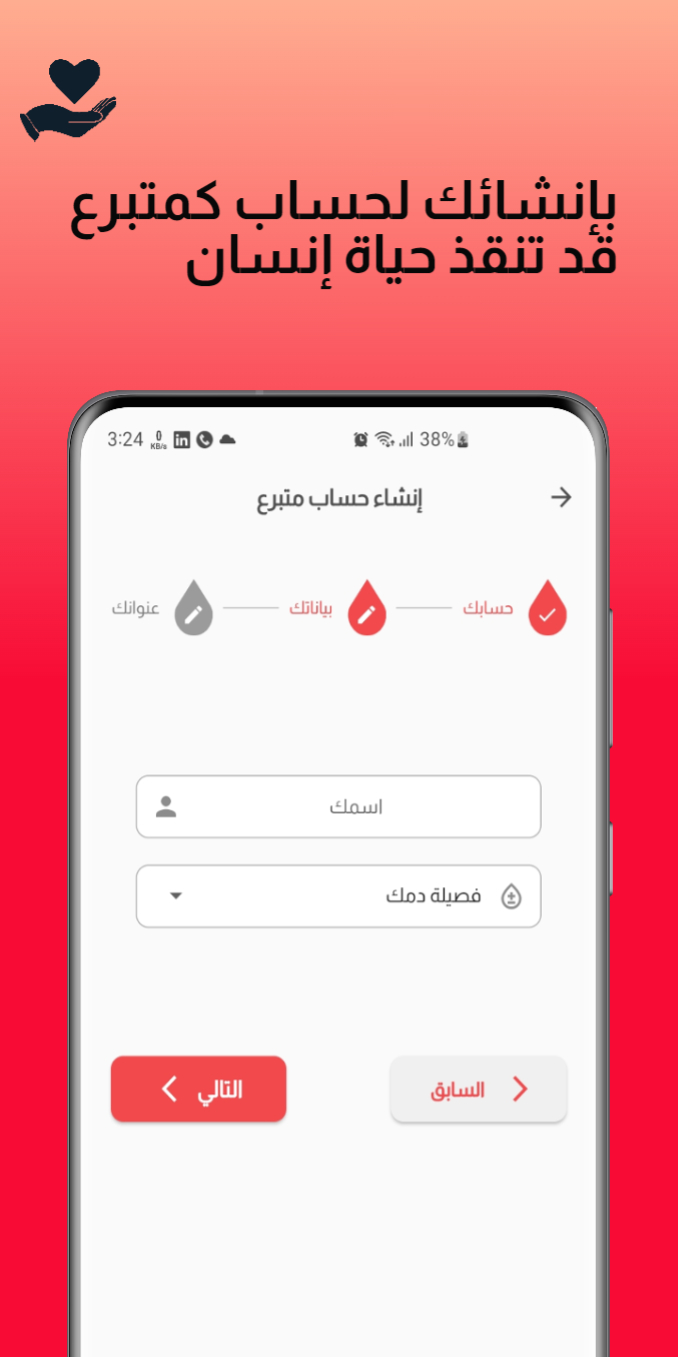 بإنشائك لحساب كمتبرع
قد تنقذ حياة إنسان
3:24 0 KB/s in 38%
إنشاء حساب متبرع
حسابك بياناتك عنوانك
اسمك
فصيلة دمك
السابق التالي